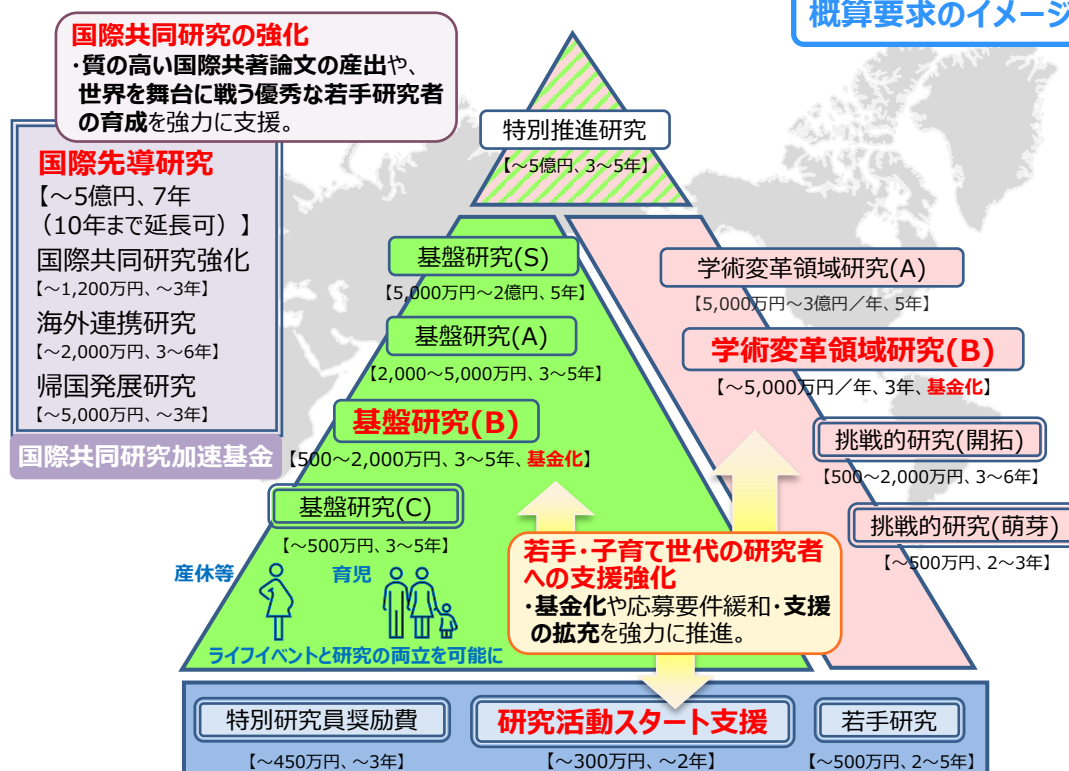 概算要求のイメージ
国際共同研究の強化
・質の高い国際共著論文の産出や、
世界を舞台に戦う優秀な若手研究者
の育成を強力に支援。
国際先導研究
【～5億円、7年
（10年まで延長可）】
国際共同研究強化
【～1,200万円、～3年】
海外連携研究
【～2,000万円、3～6年】
帰国発展研究
【～5,000万円、～3年】
国際共同研究加速基金
特別推進研究
【～5億円、3～5年】
基盤研究(S)
【5,000万円～2億円、5年】
基盤研究(A)
【2,000～5,000万円、3～5年】
基盤研究(B)
【500～2,000万円、3～5年、基金化】
基盤研究(C)
【～500万円、3～5年】
学術変革領域研究(A)
【5,000万円～3億円／年、5年】
学術変革領域研究(B)
【～5,000万円／年、3年、基金化】
挑戦的研究(開拓)
【500～2,000万円、3～6年】
挑戦的研究(萌芽)
【～500万円、2～3年】
産休等
育児
ライフイベントと研究の両立を可能に
若手・子育て世代の研究者
への支援強化
・基金化や応募要件緩和・支援
の拡充を強力に推進。
特別研究員奨励費
【～450万円、～3年】
研究活動スタート支援
【～300万円、～2年】
若手研究
【～500万円、2～5年】